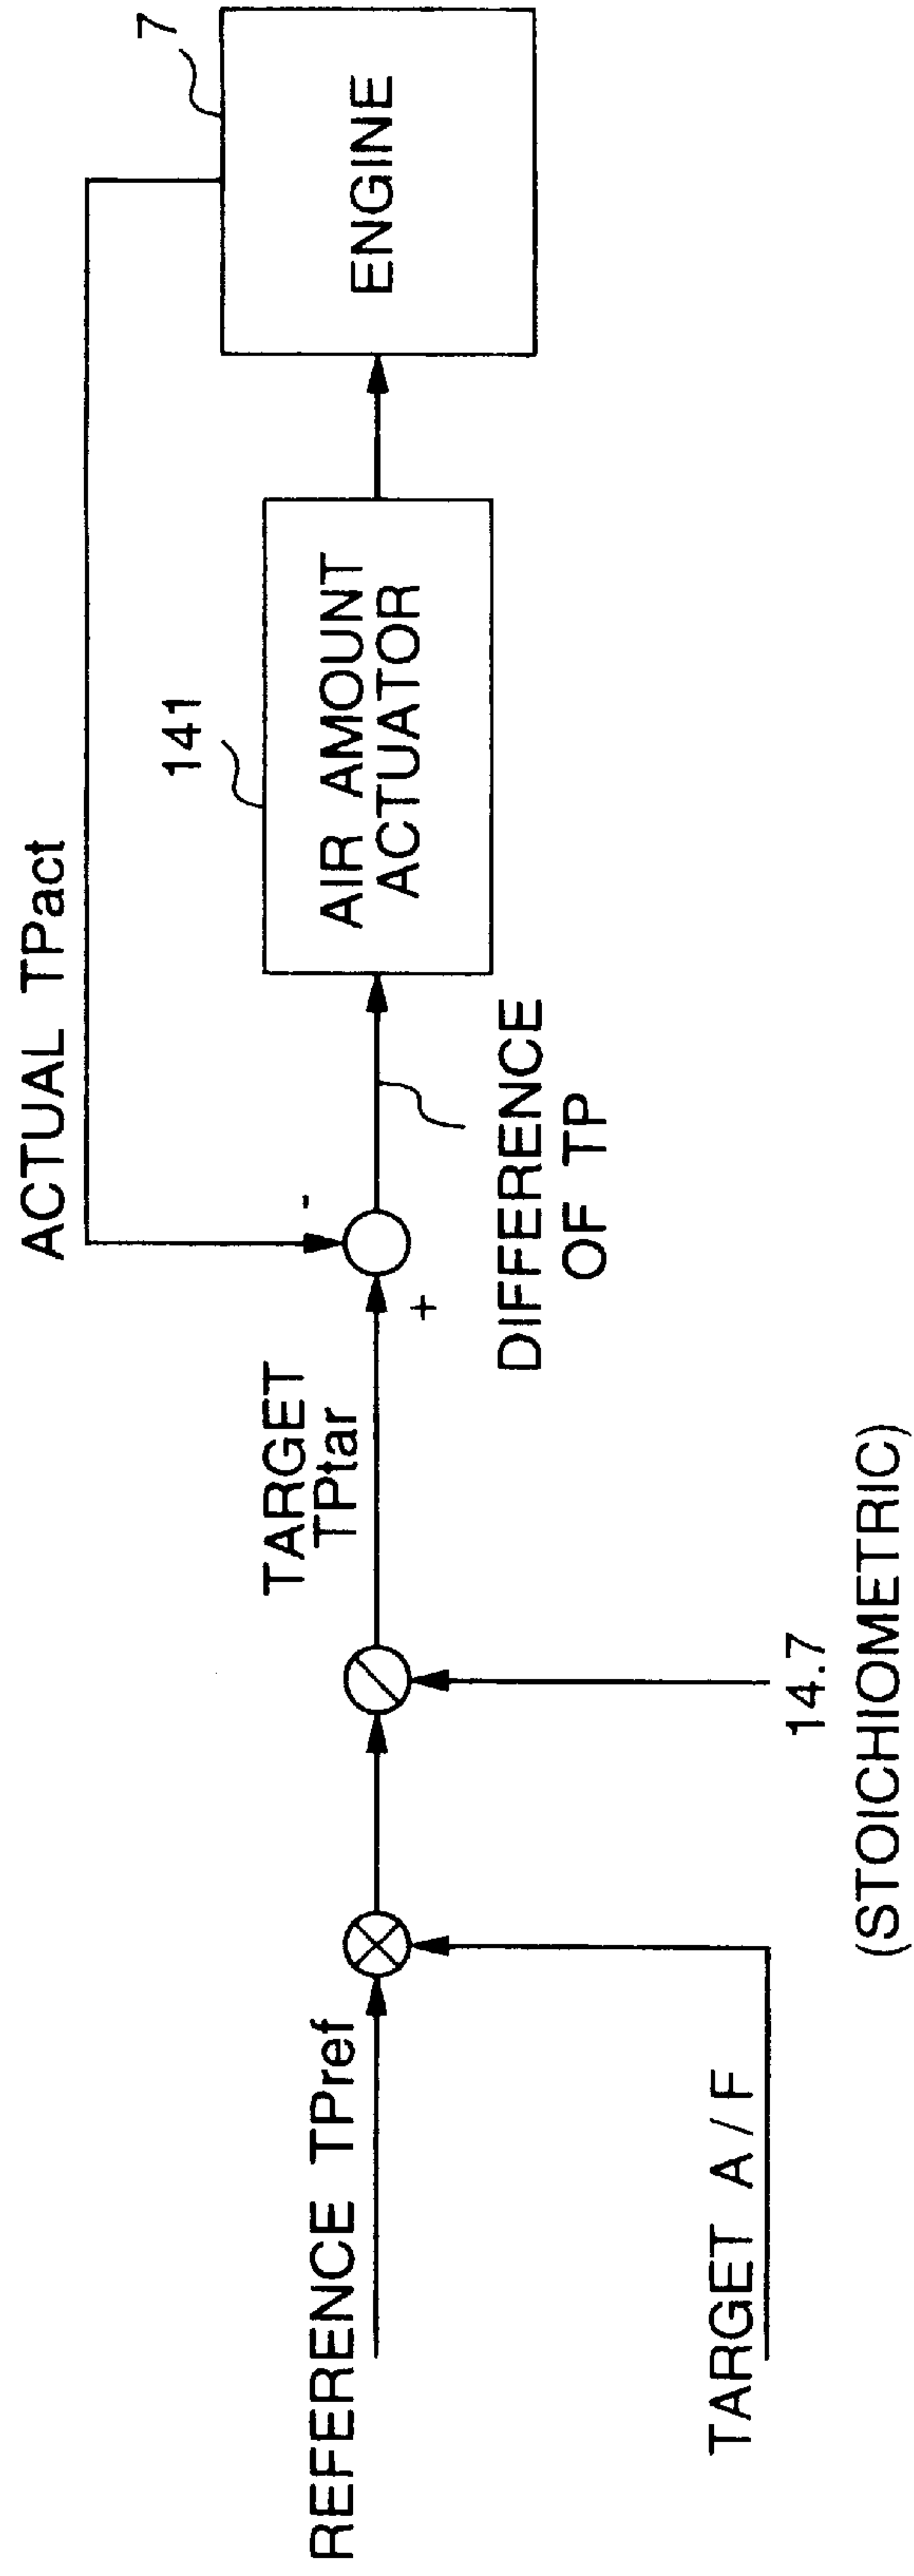 ACTUAL TPact
7
141
TARGET
TPtar
REFERENCE TPref
-
AIR AMOUNT
ACTUATOR
ENGINE
+
DIFFERENCE
OF TP
TARGET A/F
14.7
(STOICHIOMETRIC)